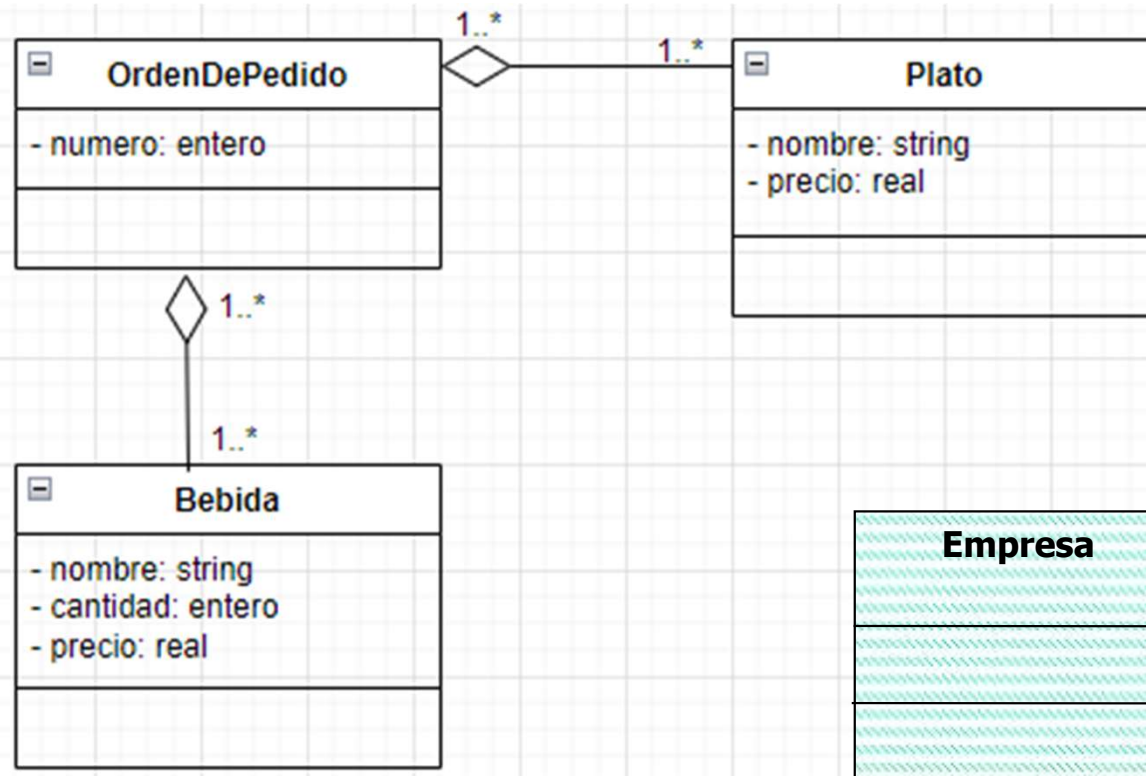 1..*
OrdenDePedido
1..*
Plato
- numero: entero
- nombre: string
- precio: real
1..*
1..*
Bebida
- nombre: string
- cantidad: entero
- precio: real
Empresa